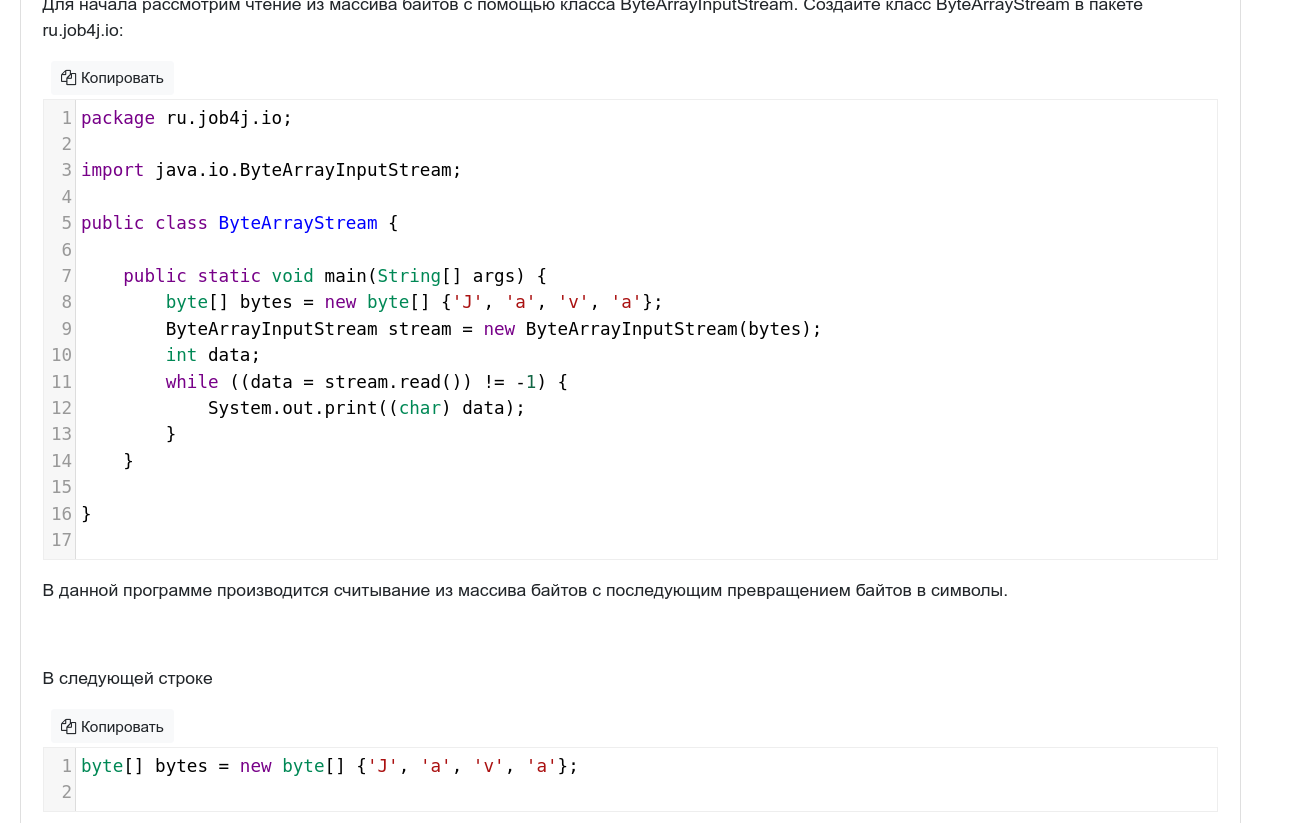 Для начала рассмотрим чтение из массива байтов с помощью класса ByteArrayInputStream. Создайте класс ByteArrayStream в пакете
ru.job4j.io:
Копировать
1 package ru.job4j.io;
2
3 import java.io.ByteArrayInputStream;
4
5 public class ByteArrayStream {
6
7     public static void main(String[] args) {
8         byte[] bytes = new byte[] {'J', 'a', 'v', 'a'};
9         ByteArrayInputStream stream = new ByteArrayInputStream(bytes);
10         int data;
11         while ((data = stream.read()) != -1) {
12             System.out.print((char) data);
13         }
14     }
15
16 }
17
В данной программе производится считывание из массива байтов с последующим превращением байтов в символы.
В следующей строке
Копировать
1 byte[] bytes = new byte[] {'J', 'a', 'v', 'a'};
2